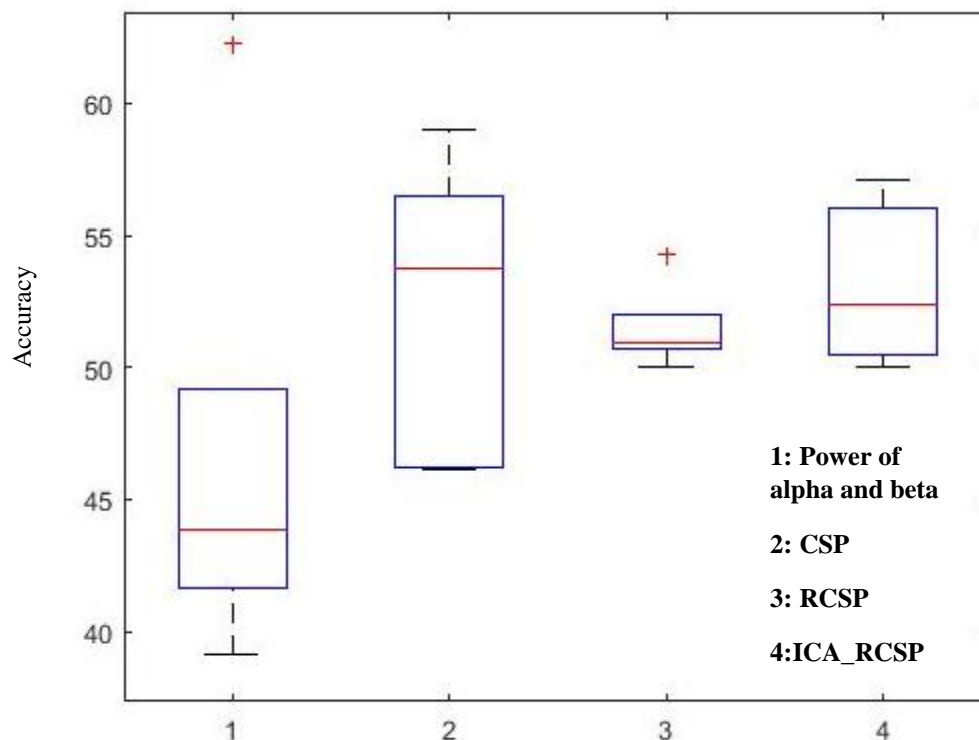 60
55
50
45
40
Accuracy
1: Power of
alpha and beta
2: CSP
3: RCSP
4:ICA_RCSP
1 2 3 4